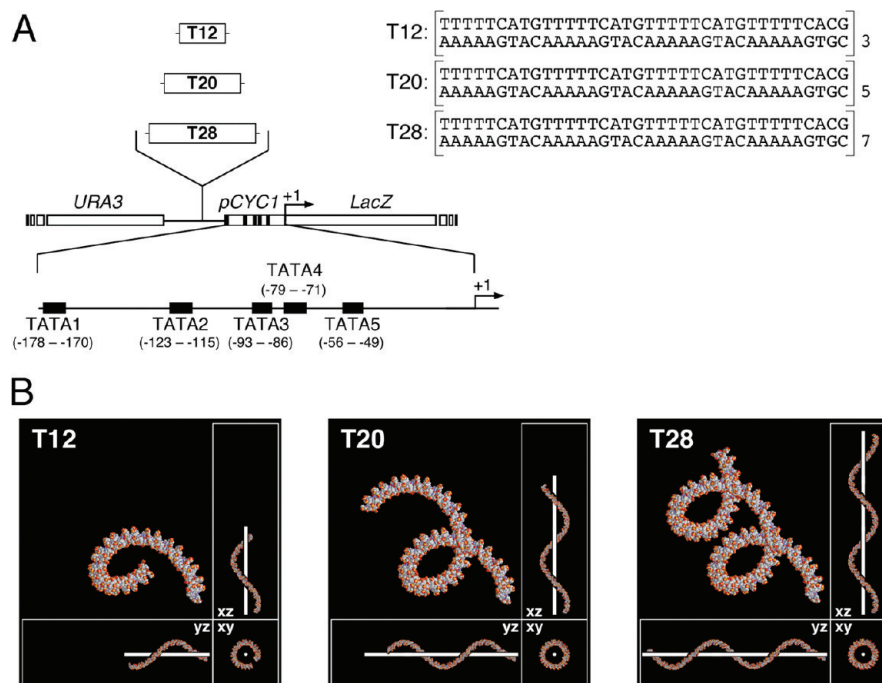 A
T12
T20
T28
URA3
pCYC1
+1
LacZ
TATA4
(-79 – -71)
+1
TATA1
(-178 – -170)
TATA2
(-123 – -115)
TATA3
(-93 – -86)
TATA5
(-56 – -49)
T12:
TTTTTCATGTTTTTCATGTTTTTCATGTTTTTCACG
AAAAAGTACAAAAAGTACAAAAAGTACAAAAAGTGC
3
T20:
TTTTTCATGTTTTTCATGTTTTTCATGTTTTTCACG
AAAAAGTACAAAAAGTACAAAAAGTACAAAAAGTGC
5
T28:
TTTTTCATGTTTTTCATGTTTTTCATGTTTTTCACG
AAAAAGTACAAAAAGTACAAAAAGTACAAAAAGTGC
7
B
T12
xz
yz
xy
T20
xz
yz
xy
T28
xz
yz
xy